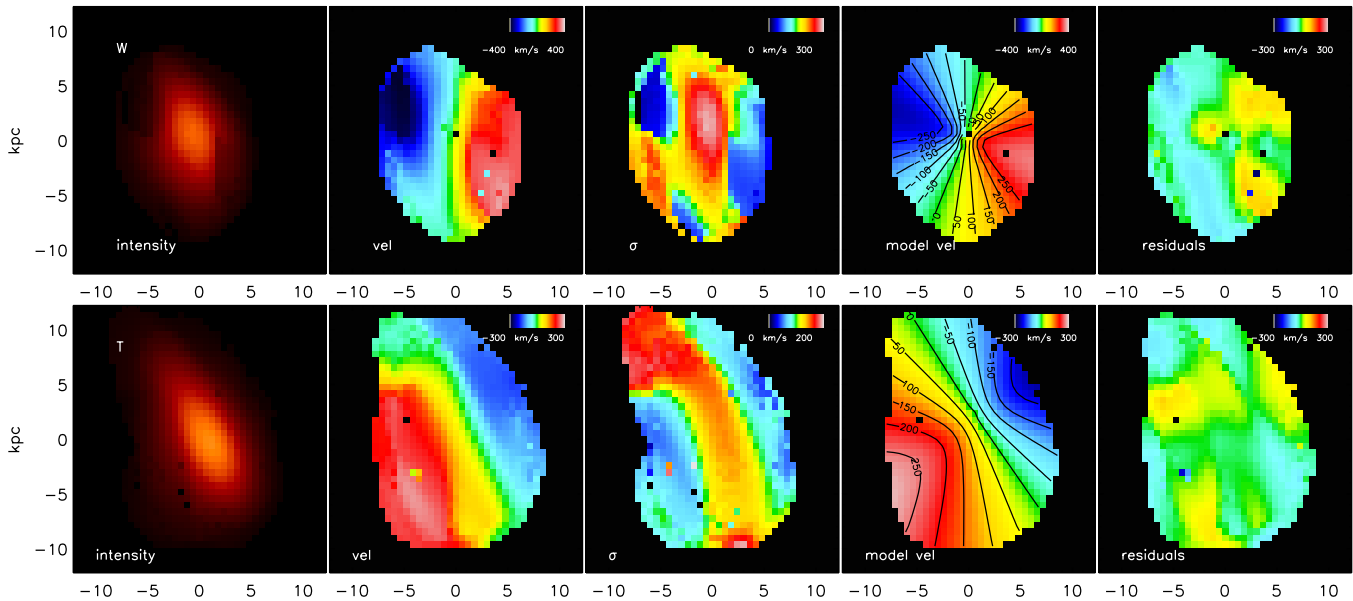 W
−400 km/s 400
0 km/s 300
−400 km/s 400
−300 km/s 300
10
5
0
−5
−10
kpc
intensity
vel
σ
model vel
residuals
−50
−100
−250
−200
−150
−100
−50
0
50
100
150
200
250
−10 −5 0 5 10
−10 −5 0 5 10
−10 −5 0 5 10
−10 −5 0 5 10
−10 −5 0 5 10
T
−300 km/s 300
0 km/s 200
−300 km/s 300
−300 km/s 300
10
5
0
−5
−10
kpc
−50
−100
−150
50
100
150
200
250
intensity
vel
σ
model vel
residuals
−10 −5 0 5 10
−10 −5 0 5 10
−10 −5 0 5 10
−10 −5 0 5 10
−10 −5 0 5 10